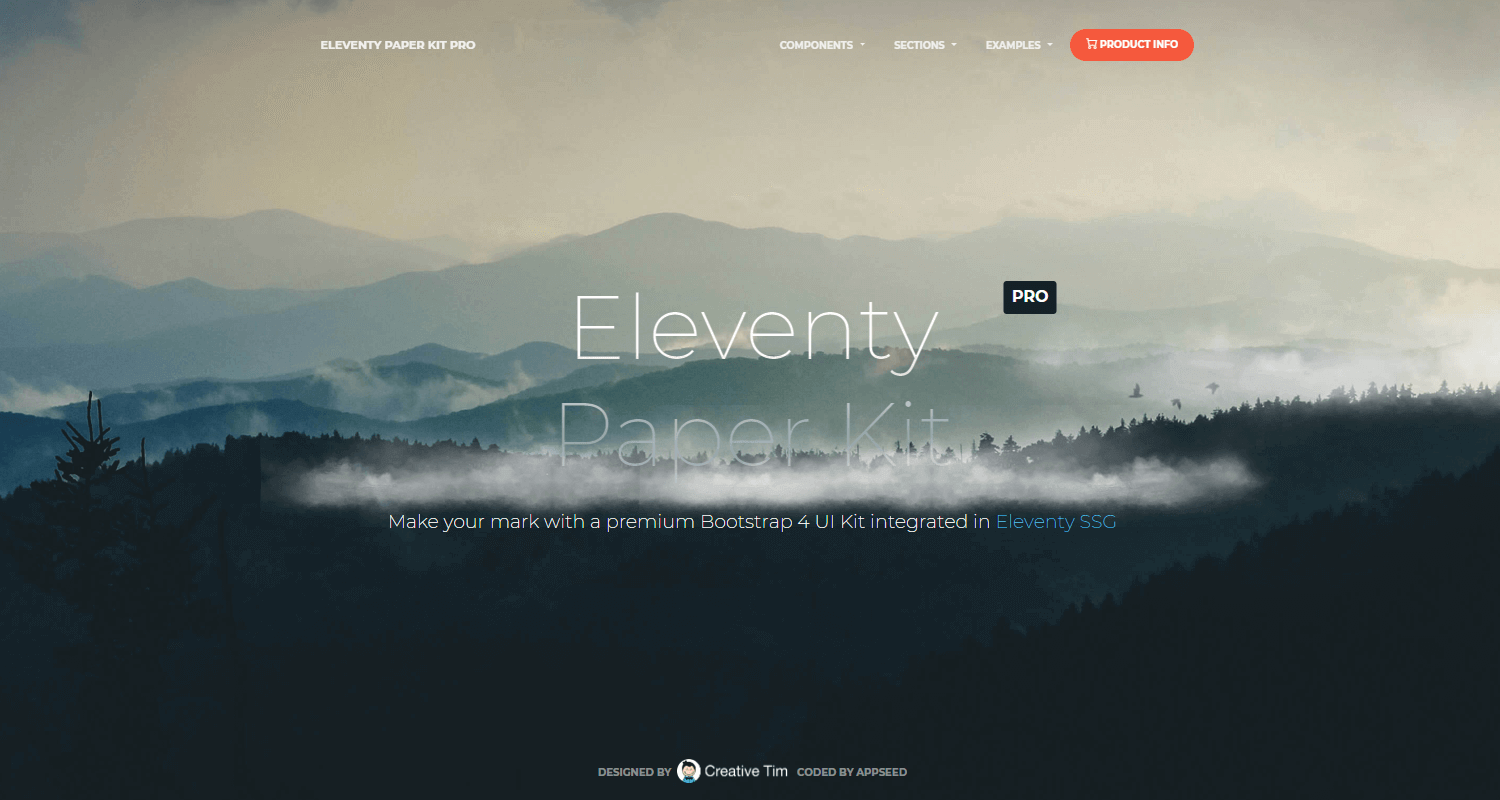 ELEVENTY PAPER KIT PRO
COMPONENTS
SECTIONS
EXAMPLES
PRODUCT INFO
PRO
Eleventy
Paper Kit
Make your mark with a premium Bootstrap 4 UI Kit integrated in Eleventy SSG
DESIGNED BY Creative Tim CODED BY APPSEED